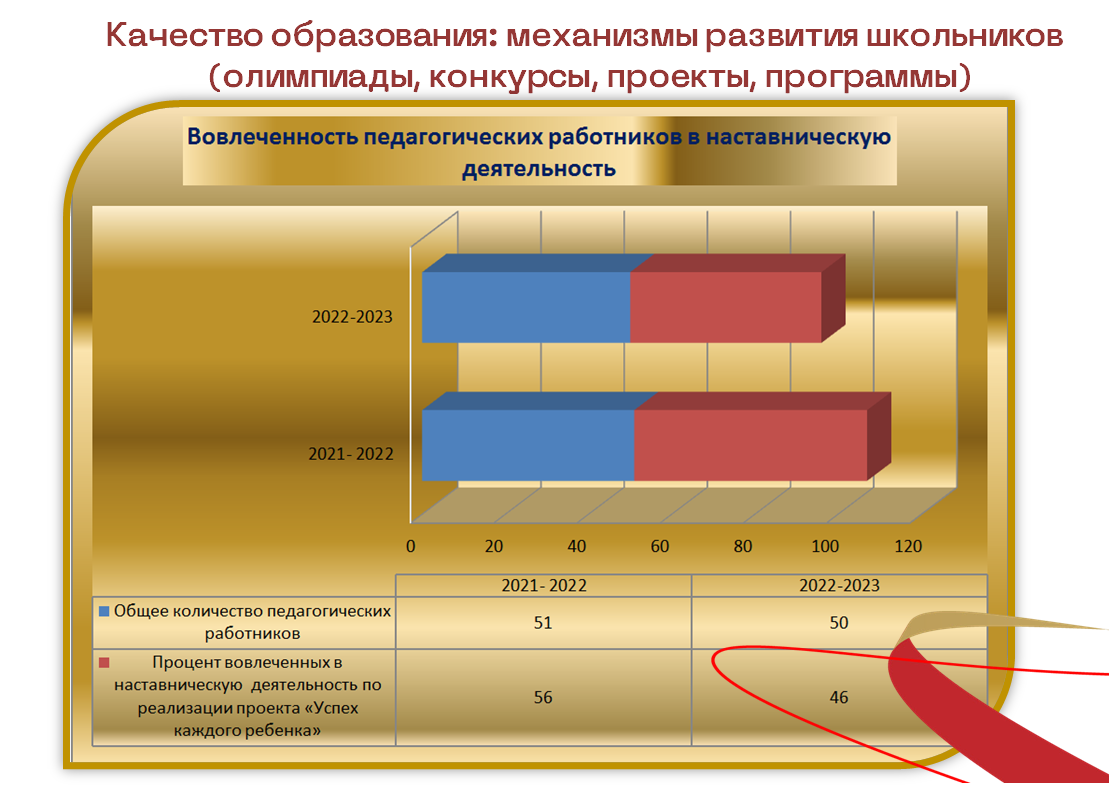 Качество образования: механизмы развития школьников
(олимпиады, конкурсы, проекты, программы)
Вовлеченность педагогических работников в наставническую
деятельность
2022-2023
2021- 2022
0 20 40 60 80 100 120
2021- 2022 2022-2023
Общее количество педагогических
работников
51 50
Процент вовлеченных в
наставническую деятельность по
реализации проекта «Успех
каждого ребенка»
56 46